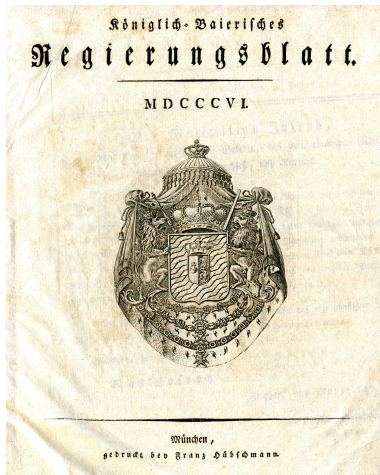 Königlich-Baierisches
Regierungsblatt.
MDCCCVI.
München,
gedruckt bey Franz Hübschmann.